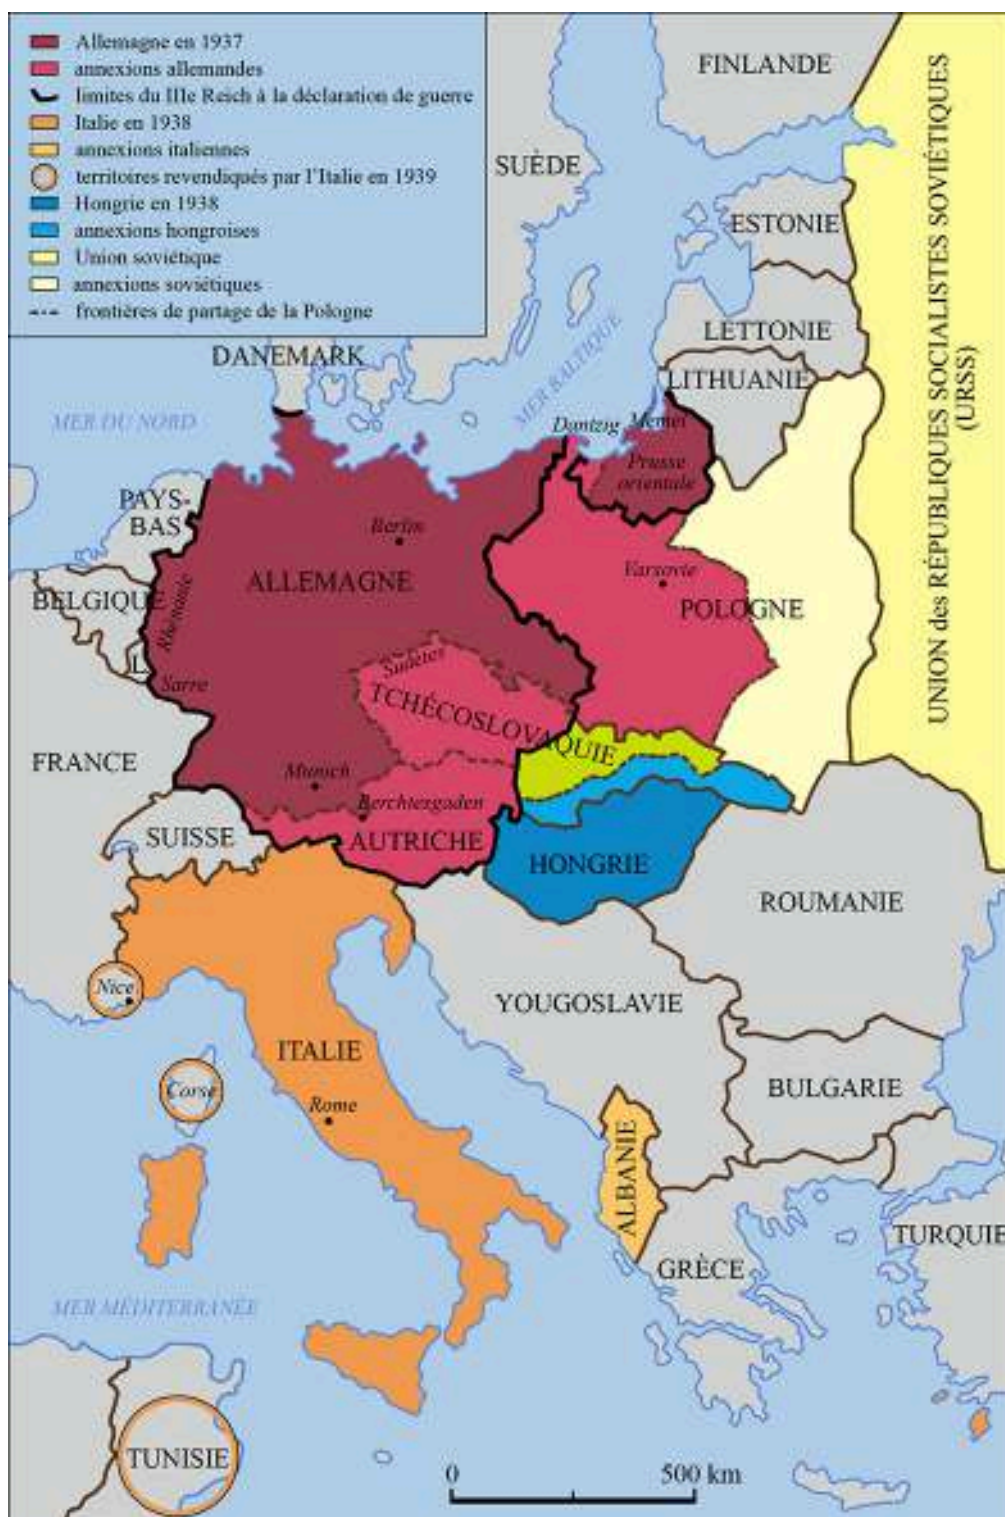 Allemagne en 1937
annexions allemandes
limites du IIIe Reich à la déclaration de guerre
Italie en 1938
annexions italiennes
territoires revendiqués par l'Italie en 1939
Hongrie en 1938
annexions hongroises
Union soviétique
annexions soviétiques
frontières de partage de la Pologne
FINLANDE
SUÈDE
ESTONIE
LETTONIE
LITHUANIE
DANEMARK
MER BALTIQUE
MER DU NORD
UNION des RÉPUBLIQUES SOCIALISTES SOVIÉTIQUES
(URSS)
Dantzig
Memel
Prusse
orientale
PAYS-
BAS
Berlin
ALLEMAGNE
Varsovie
POLOGNE
BELGIQUE
Rhénanie
L
Sarre
Sudètes
TCHÉCOSLOVAQUIE
FRANCE
Munich
Berchtesgaden
SUISSE
AUTRICHE
HONGRIE
ROUMANIE
Nice
YOUGOSLAVIE
ITALIE
Corse
Rome
BULGARIE
ALBANIE
TURQUIE
GRÈCE
MER MÉDITERRANÉE
TUNISIE
0 500 km